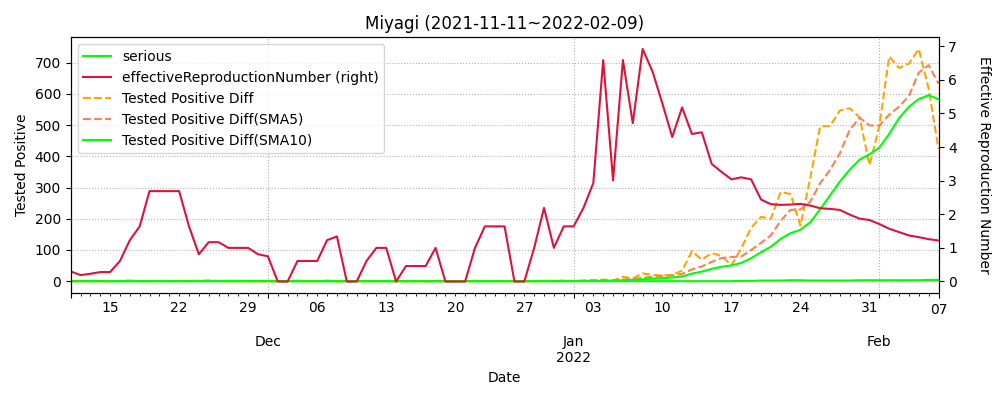 Miyagi (2021-11-11~2022-02-09)
serious
effectiveReproductionNumber (right)
Tested Positive Diff
Tested Positive Diff(SMA5)
Tested Positive Diff(SMA10)
Tested Positive
700
600
500
400
300
200
100
0
7
6
5
4
3
2
1
0
Effective Reproduction Number
15 22 29 06 13 20 27 03 10 17 24 31 07
Dec Jan Feb
2022
Date